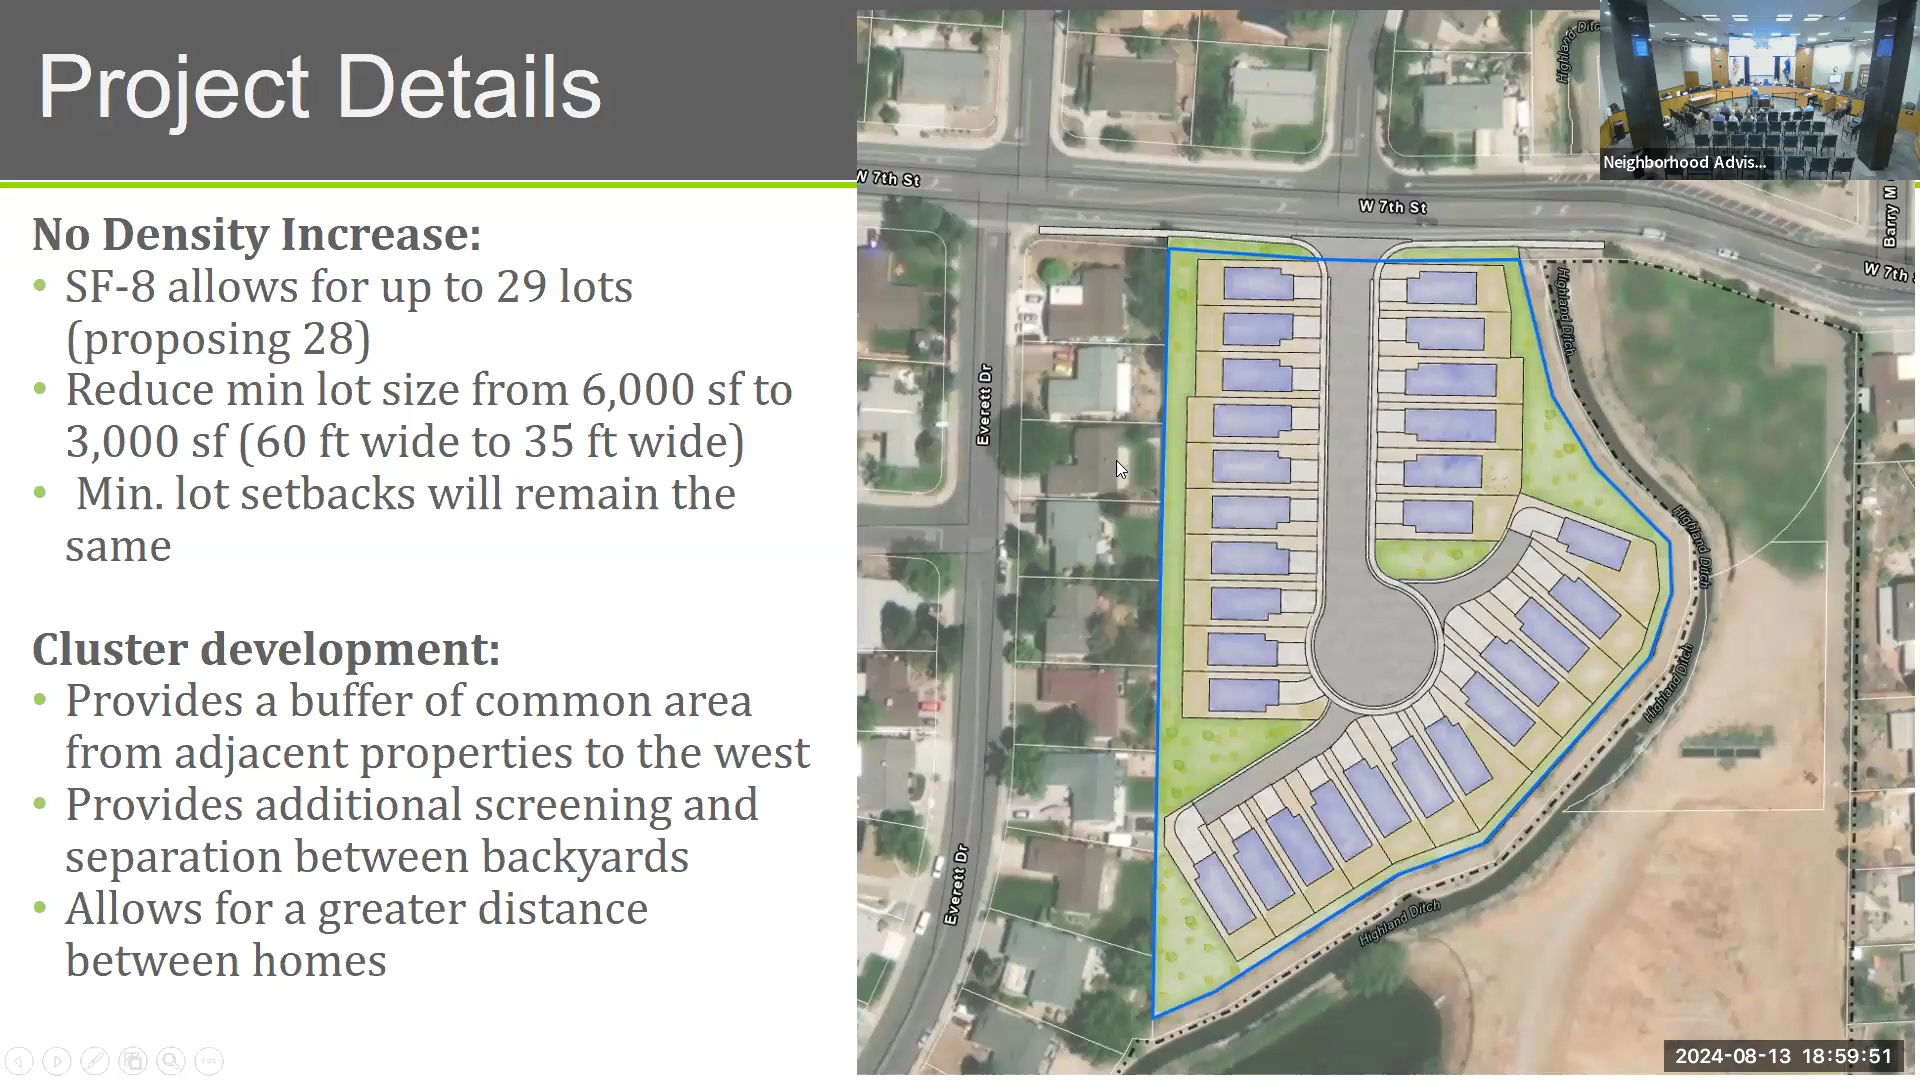 Project Details
No Density Increase:
• SF-8 allows for up to 29 lots
(proposing 28)
• Reduce min lot size from 6,000 sf to
3,000 sf (60 ft wide to 35 ft wide)
• Min. lot setbacks will remain the
same
Cluster development:
• Provides a buffer of common area
from adjacent properties to the west
• Provides additional screening and
separation between backyards
• Allows for a greater distance
between homes
W 7th St
W 7th St
W 7th
Barry M
Everett Dr
Everett Dr
Highland Ditc
Highland Ditch
Highland Ditch
Highland Ditch
Highland Ditch
Neighborhood Advis...
2024-08-13 18:59:51